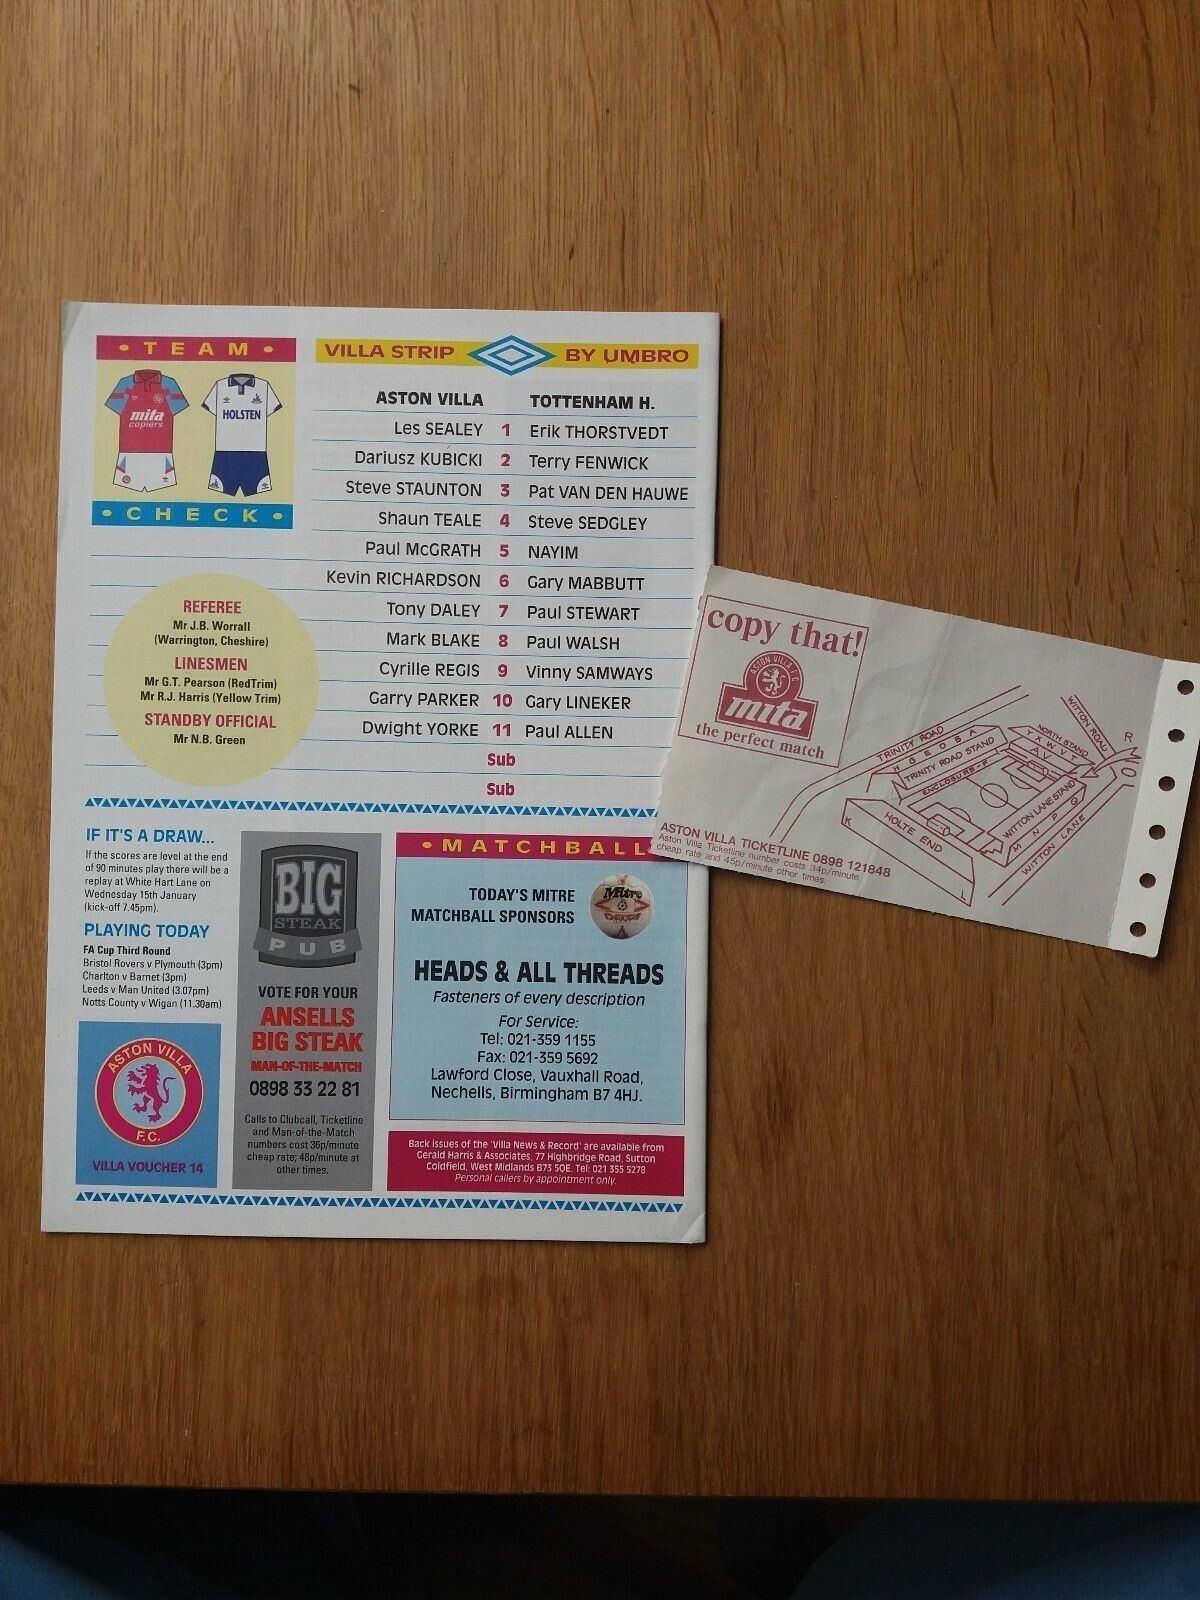 • TEAM •
mita
copiers
HOLSTEN
• CHECK •
VILLA STRIP BY UMBRO
ASTON VILLA TOTTENHAM H.
Les SEALEY 1 Erik THORSTVEDT
Dariusz KUBICKI 2 Terry FENWICK
Steve STAUNTON 3 Pat VAN DEN HAUWE
Shaun TEALE 4 Steve SEDGLEY
Paul McGRATH 5 NAYIM
Kevin RICHARDSON 6 Gary MABBUTT
Tony DALEY 7 Paul STEWART
Mark BLAKE 8 Paul WALSH
Cyrille REGIS 9 Vinny SAMWAYS
Garry PARKER 10 Gary LINEKER
Dwight YORKE 11 Paul ALLEN
Sub
Sub
REFEREE
Mr J.B. Worrall
(Warrington, Cheshire)
LINESMEN
Mr G.T. Pearson (RedTrim)
Mr R.J. Harris (Yellow Trim)
STANDBY OFFICIAL
Mr N.B. Green
IF IT'S A DRAW...
If the scores are level at the end
of 90 minutes play there will be a
replay at White Hart Lane on
Wednesday 15th January
(kick-off 7.45pm).
PLAYING TODAY
FA Cup Third Round
Bristol Rovers v Plymouth (3pm)
Charlton v Barnet (3pm)
Leeds v Man United (3.07pm)
Notts County v Wigan (11.30am)
ASTON VILLA
F.C.
VILLA VOUCHER 14
BIG
STEAK
PUB
VOTE FOR YOUR
ANSELLS
BIG STEAK
MAN-OF-THE-MATCH
0898 33 22 81
Calls to Clubcall, Ticketline
and Man-of-the-Match
numbers cost 36p/minute
cheap rate; 48p/minute at
other times.
• MATCHBALL
TODAY'S MITRE
MATCHBALL SPONSORS
Mitre
HEADS & ALL THREADS
Fasteners of every description
For Service:
Tel: 021-359 1155
Fax: 021-359 5692
Lawford Close, Vauxhall Road,
Nechells, Birmingham B7 4HJ.
Back issues of the 'Villa News & Record' are available from
Gerald Harris & Associates, 77 Highbridge Road, Sutton
Coldfield, West Midlands B73 5QE. Tel: 021 355 5278
Personal callers by appointment only.
copy that!
ASTON VILLA F.C
mita
the perfect match
ASTON VILLA TICKETLINE 0898 121848
Aston Villa Ticketline number costs 34p/minute
cheap rate and 45p/minute other times.
TRINITY ROAD
H G E D B A
TRINITY ROAD STAND
ENCLOSURE-F
NORTH STAND
Y X W V T
A V
WITTON ROAD
R
Q
K
HOLTE END
L
WITTON LANE STAND
M N P Q
WITTON LANE